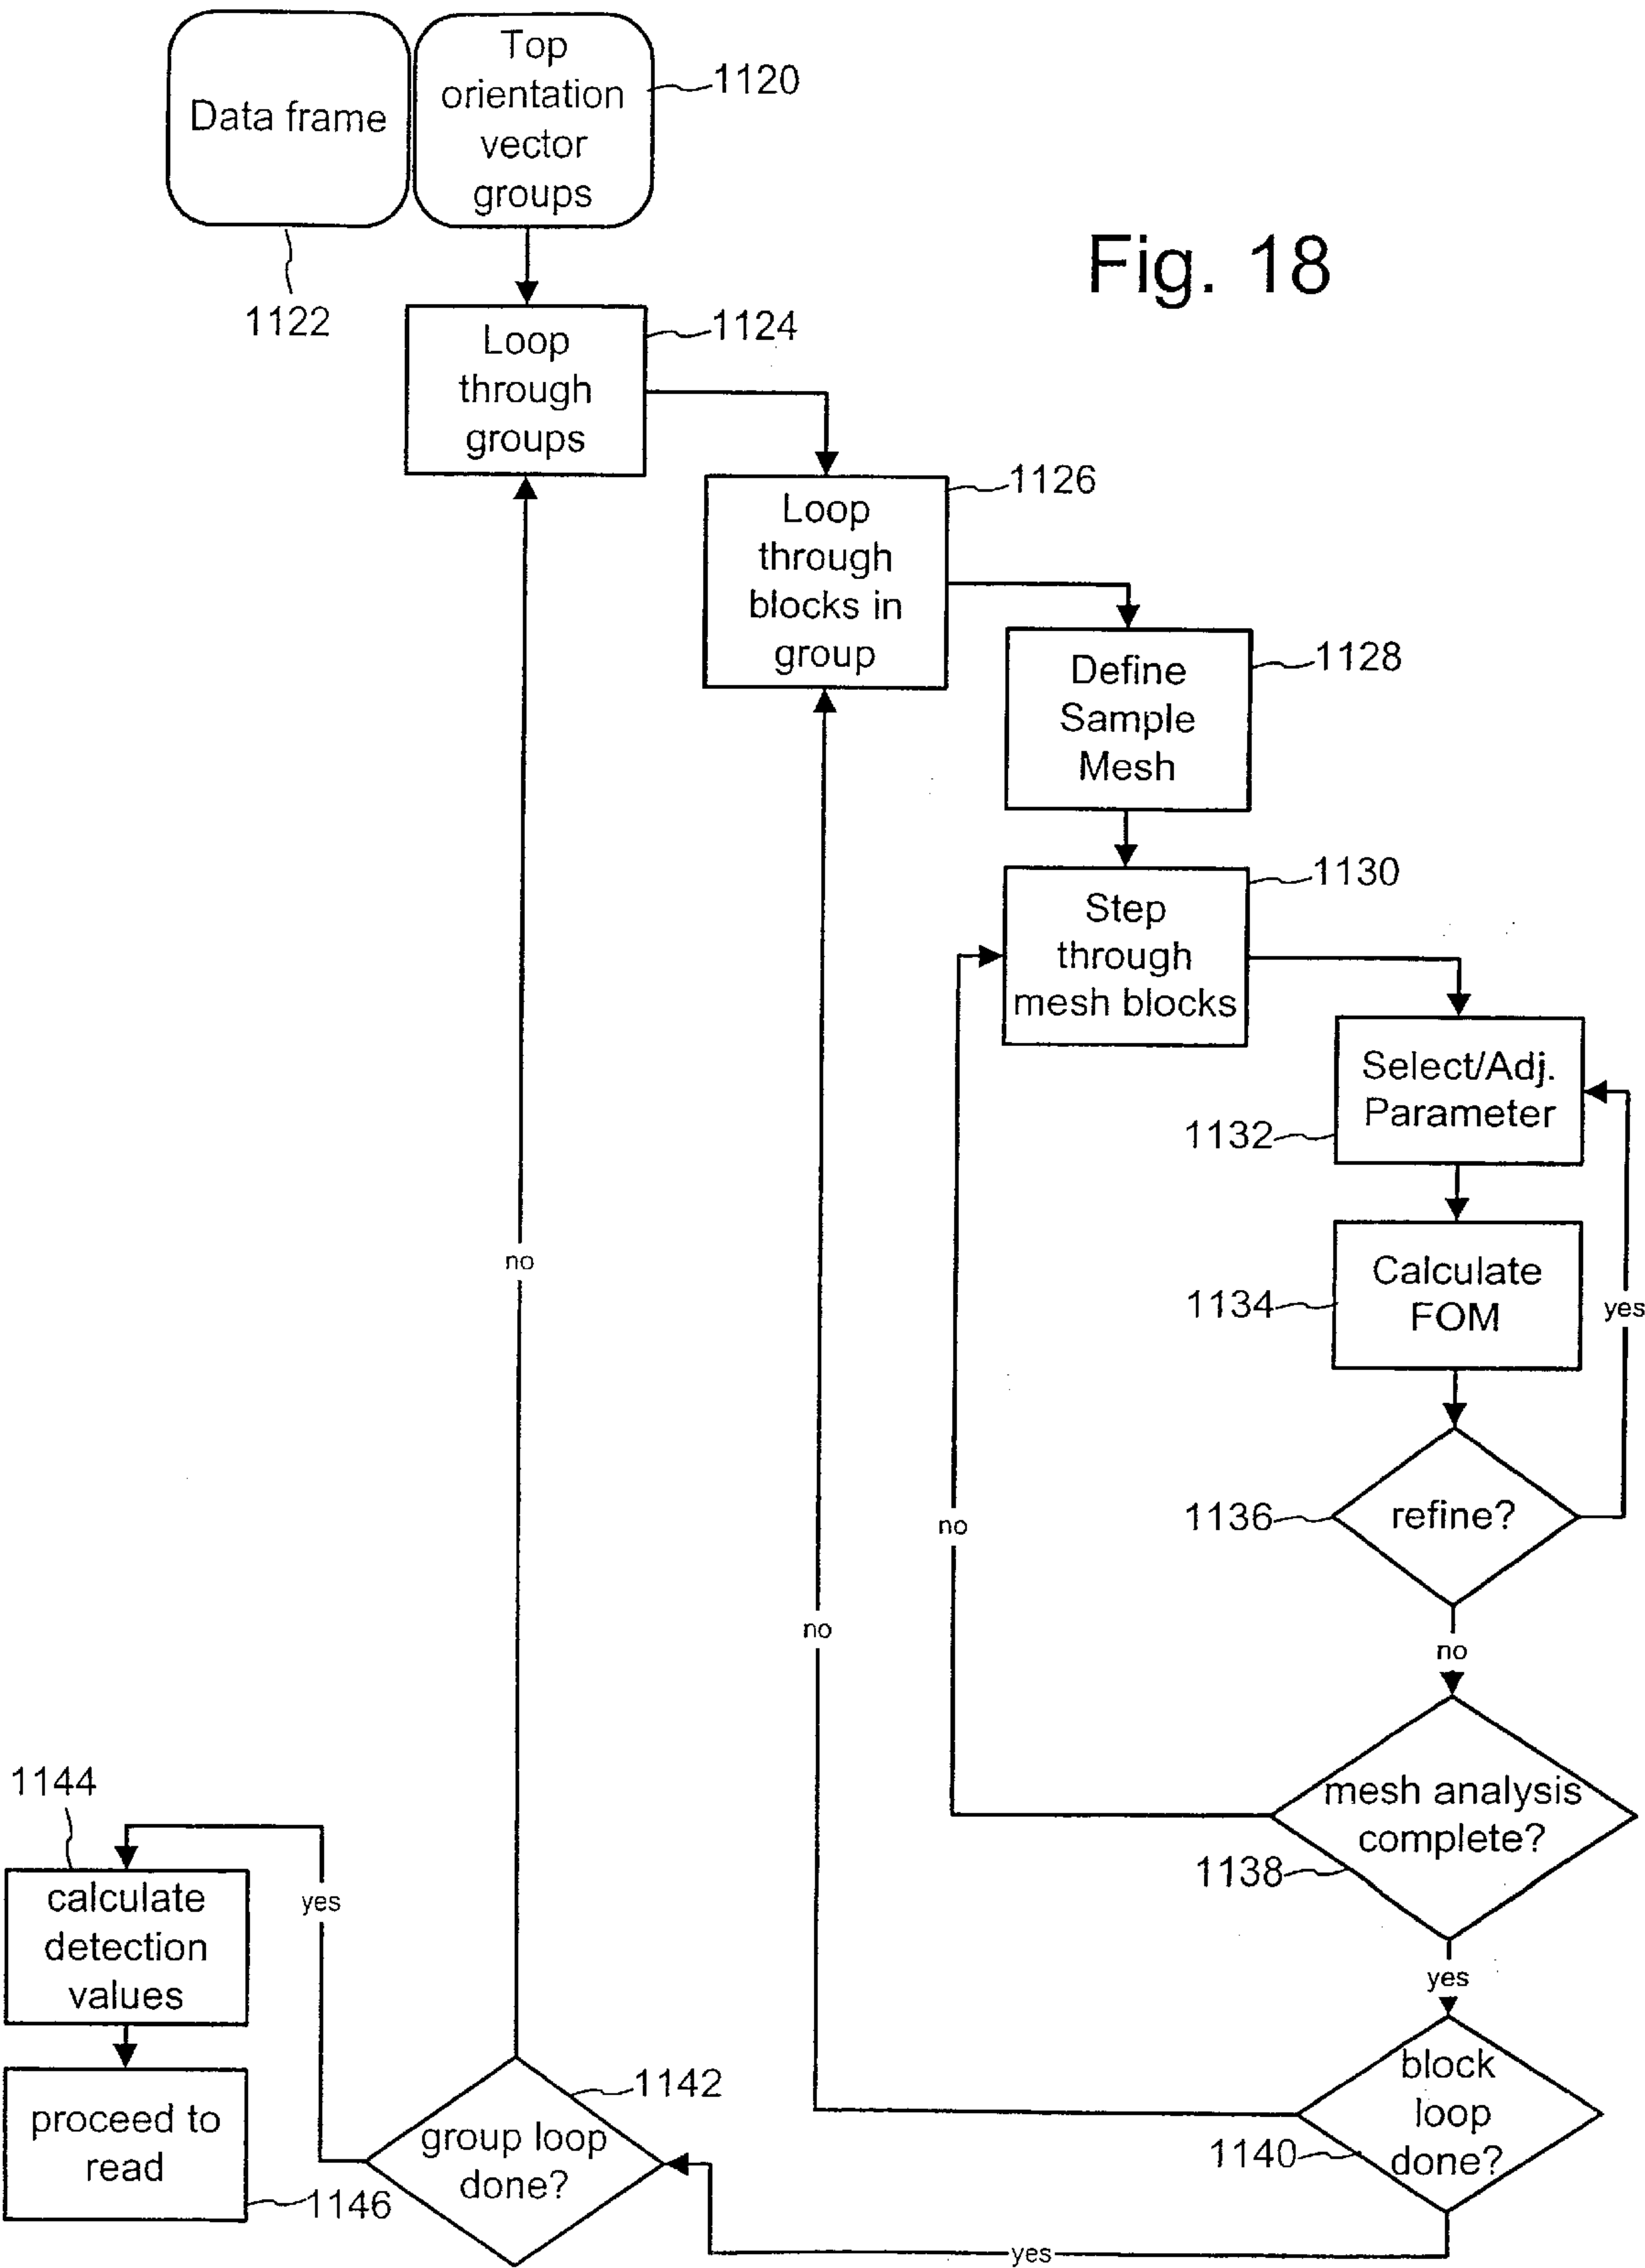 Data frame
Top
orientation
vector
groups
1120
1122
Fig. 18
Loop
through
groups
1124
Loop
through
blocks in
group
1126
Define
Sample
Mesh
1128
Step
through
mesh blocks
1130
Select/Adj.
Parameter
1132
Calculate
FOM
1134
yes
refine?
1136
no
no
no
no
mesh analysis
complete?
1138
yes
block
loop
done?
1140
yes
group loop
done?
1142
yes
1144
calculate
detection
values
proceed to
read
1146